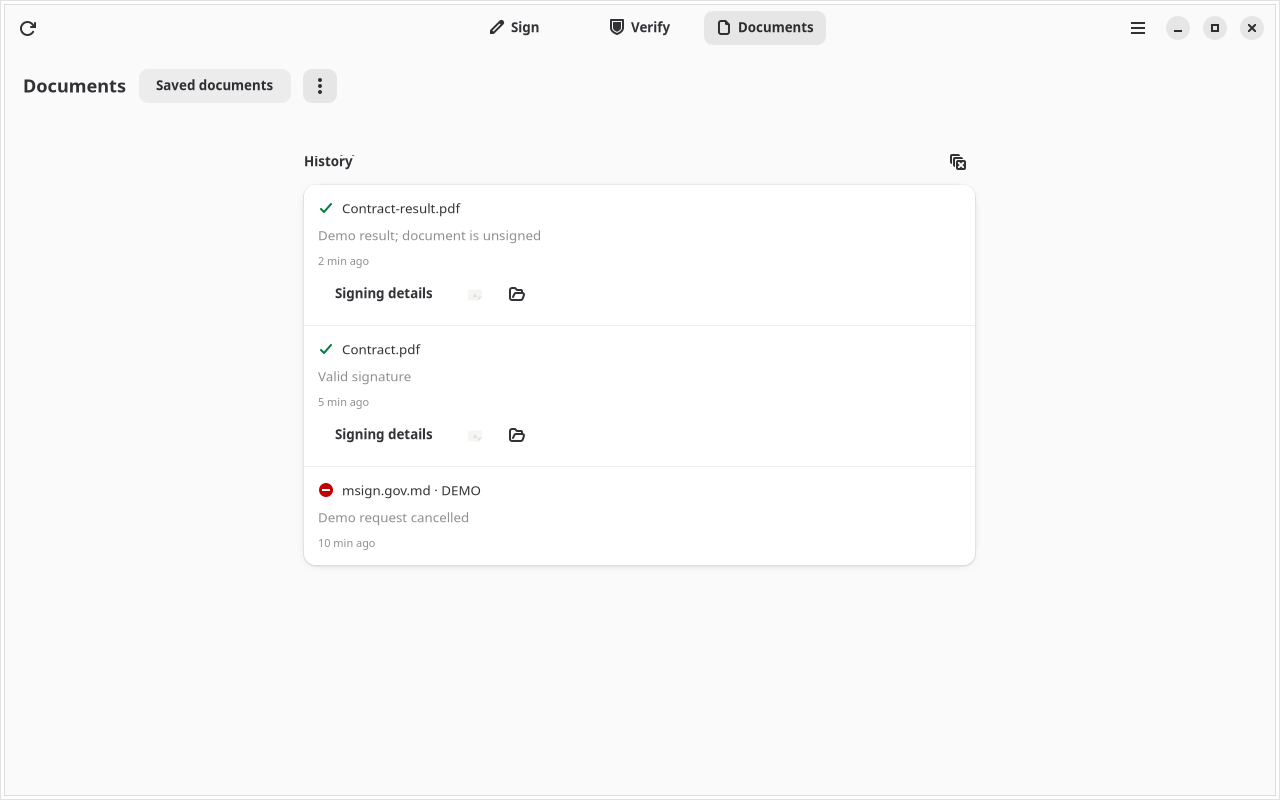 Sign
Verify
Documents
Documents
Saved documents
History
Contract-result.pdf
Demo result; document is unsigned
2 min ago
Signing details
Contract.pdf
Valid signature
5 min ago
Signing details
msign.gov.md · DEMO
Demo request cancelled
10 min ago